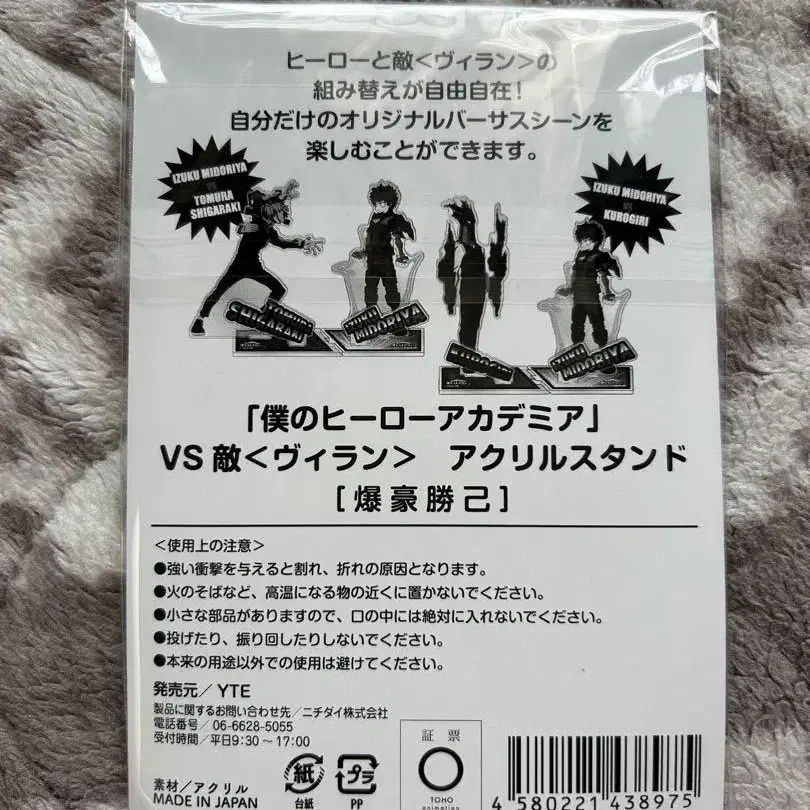 ヒーローと敵<ヴィラン>の
組み替えが自由自在!
自分だけのオリジナルバーサスシーンを
楽しむことができます。
IZUKU MIDORIYA
VS
TOMURA
SHIGARAKI
IZUKU MIDORIYA
VS
KUROGIRI
TOMURA
SHIGARAKI
IZUKU
MIDORIYA
KUROGIRI
IZUKU
MIDORIYA
「僕のヒーローアカデミア」
VS 敵<ヴィラン> アクリルスタンド
[爆豪勝己]
<使用上の注意>
●強い衝撃を与えると割れ、折れの原因となります。
●火のそばなど、高温になる物の近くに置かないでください。
●小さな部品がありますので、口の中には絶対に入れないでください。
●投げたり、振り回したりしないでください。
●本来の用途以外での使用は避けてください。
発売元/YTE
製品に関するお問い合わせ先/ニチダイ株式会社
電話番号/ 06-6628-5055
受付時間/平日9:30~17:00
素材/アクリル
MADE IN JAPAN
紙
台紙
プラ
PP
証票
TOHO
animation
4 580221 438975